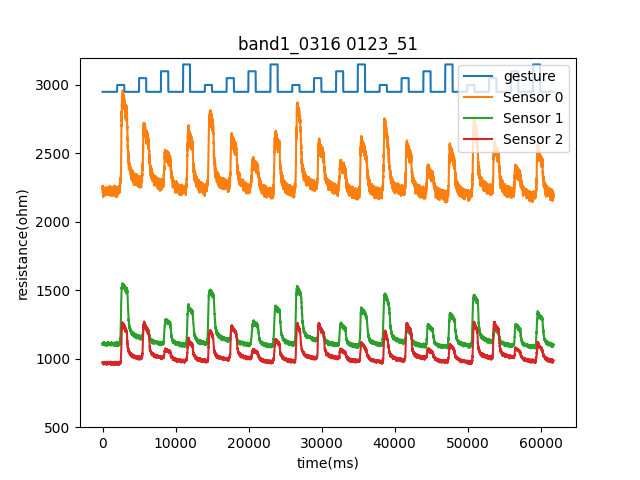 band1_0316 0123_51
gesture
Sensor 0
Sensor 1
Sensor 2
resistance(ohm)
3000
2500
2000
1500
1000
500
0
10000
20000
30000
40000
50000
60000
time(ms)